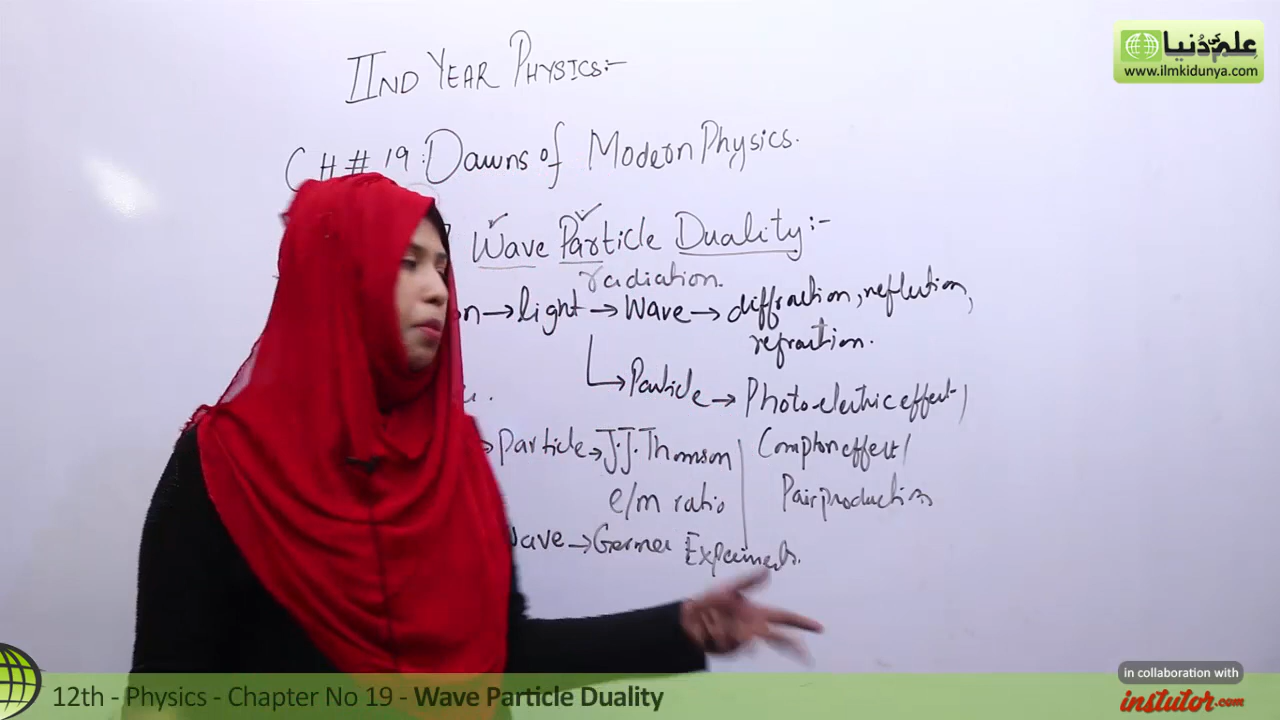 IIND YEAR PHYSICS:-
CH # 19: Dawns of Modern Physics.
Wave Particle Duality:-
radiation.
n → light → Wave → diffraction, reflection,
refraction.
→ Particle → Photo-electric effect /
→ Particle → J.J. Thomson
Compton effect /
e/m ratio
Pair production
Wave → Germer Experiments.
علم کی دُنیا
www.ilmkidunya.com
12th - Physics - Chapter No 19 - Wave Particle Duality
in collaboration with
instutor.com